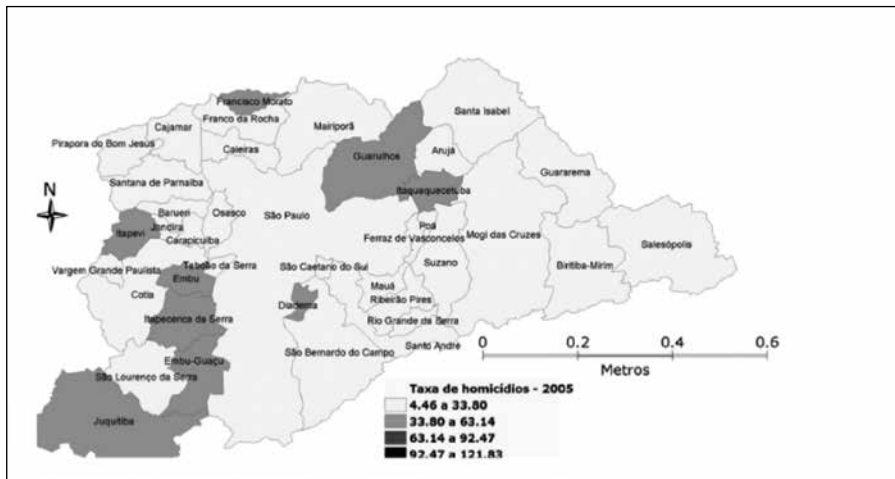 Francisco Morato
Franco da Rocha
Santa Isabel
Cajamar
Mairiporã
Pirapora do Bom Jesus
Caieiras
Guarulhos
Arujá
Guararema
N
Santana de Parnaíba
Itaquaquecetuba
Barueri
Osasco
São Paulo
Itapevi
Jandira
Carapicuíba
Poá
Ferraz de Vasconcelos
Mogi das Cruzes
Salesópolis
Vargem Grande Paulista
Taboão da Serra
São Caetano do Sul
Suzano
Biritiba-Mirim
Embu
Mauá
Cotia
Diadema
Ribeirão Pires
Itapecerica da Serra
Rio Grande da Serra
São Bernardo do Campo
Santo André
Embu-Guaçu
São Lourenço da Serra
Juquitiba
0 0.2 0.4 0.6
Metros
Taxa de homicídios - 2005
4.46 a 33.80
33.80 a 63.14
63.14 a 92.47
92.47 a 121.83